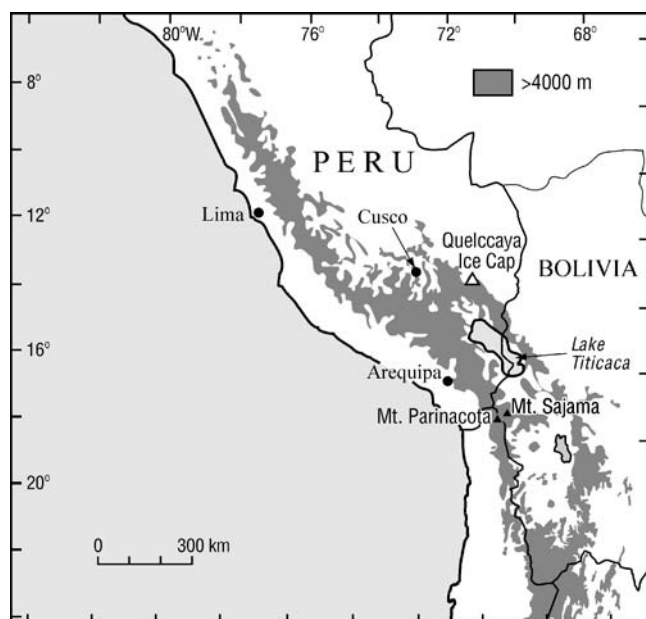 80°W
76°
72°
68°
8°
>4000 m
PERU
12°
Lima
Cusco
Quelccaya
Ice Cap
BOLIVIA
16°
Lake
Titicaca
Arequipa
Mt. Parinacota
Mt. Sajama
20°
0
300 km